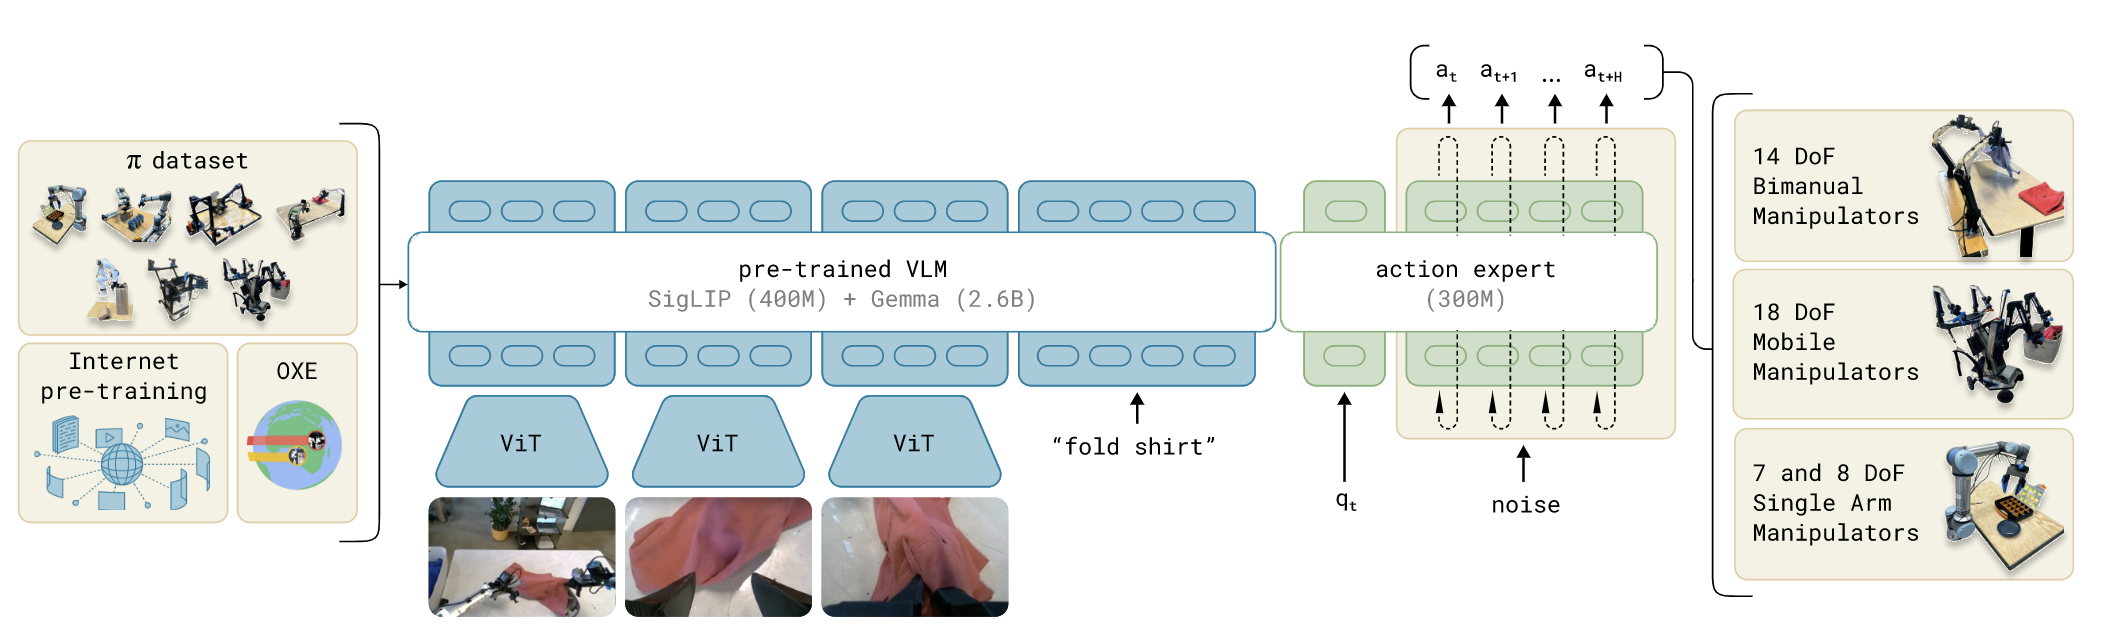 π dataset
Internet
pre-training
OXE
pre-trained VLM
SigLIP (400M) + Gemma (2.6B)
ViT
ViT
ViT
“fold shirt”
action expert
(300M)
qt
noise
at at+1 ... at+H
14 DoF
Bimanual
Manipulators
18 DoF
Mobile
Manipulators
7 and 8 DoF
Single Arm
Manipulators